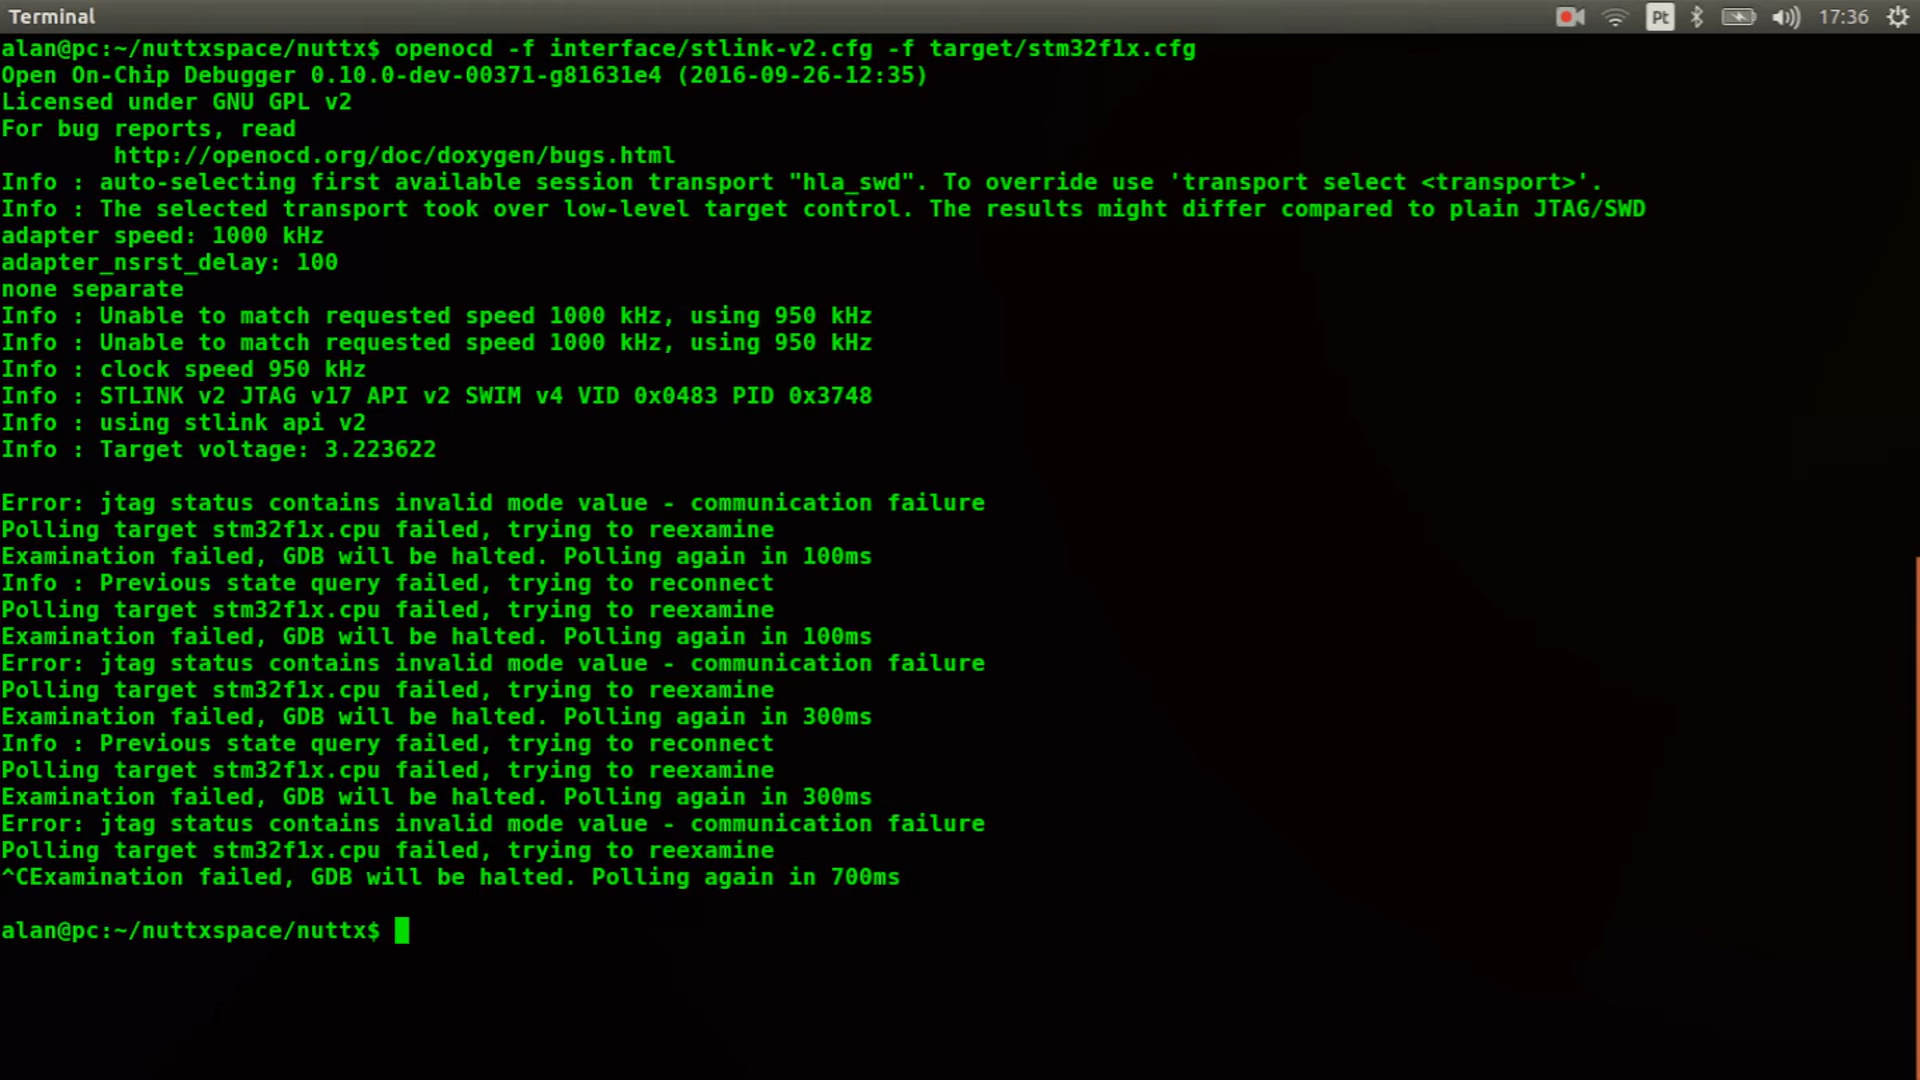 Terminal
Pt
17:36
alan@pc:~/nuttxspace/nuttx$ openocd -f interface/stlink-v2.cfg -f target/stm32f1x.cfg
Open On-Chip Debugger 0.10.0-dev-00371-g81631e4 (2016-09-26-12:35)
Licensed under GNU GPL v2
For bug reports, read
        http://openocd.org/doc/doxygen/bugs.html
Info : auto-selecting first available session transport "hla_swd". To override use 'transport select <transport>'.
Info : The selected transport took over low-level target control. The results might differ compared to plain JTAG/SWD
adapter speed: 1000 kHz
adapter_nsrst_delay: 100
none separate
Info : Unable to match requested speed 1000 kHz, using 950 kHz
Info : Unable to match requested speed 1000 kHz, using 950 kHz
Info : clock speed 950 kHz
Info : STLINK v2 JTAG v17 API v2 SWIM v4 VID 0x0483 PID 0x3748
Info : using stlink api v2
Info : Target voltage: 3.223622
Error: jtag status contains invalid mode value - communication failure
Polling target stm32f1x.cpu failed, trying to reexamine
Examination failed, GDB will be halted. Polling again in 100ms
Info : Previous state query failed, trying to reconnect
Polling target stm32f1x.cpu failed, trying to reexamine
Examination failed, GDB will be halted. Polling again in 100ms
Error: jtag status contains invalid mode value - communication failure
Polling target stm32f1x.cpu failed, trying to reexamine
Examination failed, GDB will be halted. Polling again in 300ms
Info : Previous state query failed, trying to reconnect
Polling target stm32f1x.cpu failed, trying to reexamine
Examination failed, GDB will be halted. Polling again in 300ms
Error: jtag status contains invalid mode value - communication failure
Polling target stm32f1x.cpu failed, trying to reexamine
^CExamination failed, GDB will be halted. Polling again in 700ms
alan@pc:~/nuttxspace/nuttx$